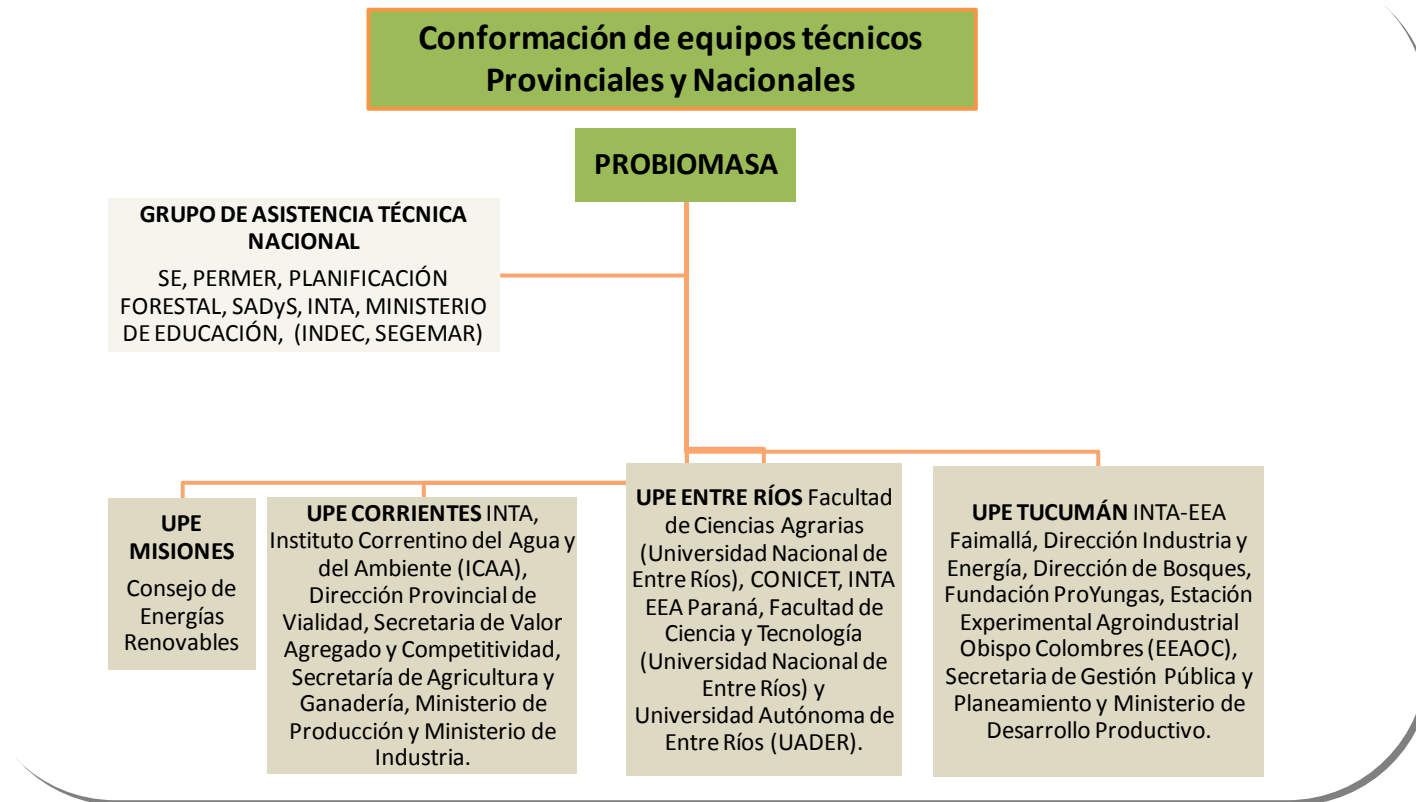 Conformación de equipos técnicos
Provinciales y Nacionales
PROBIOMASA
GRUPO DE ASISTENCIA TÉCNICA
NACIONAL
SE, PERMER, PLANIFICACIÓN
FORESTAL, SADyS, INTA, MINISTERIO
DE EDUCACIÓN, (INDEC, SEGEMAR)
UPE
MISIONES
Consejo de
Energías
Renovables
UPE CORRIENTES INTA,
Instituto Correntino del Agua y
del Ambiente (ICAA),
Dirección Provincial de
Vialidad, Secretaria de Valor
Agregado y Competitividad,
Secretaría de Agricultura y
Ganadería, Ministerio de
Producción y Ministerio de
Industria.
UPE ENTRE RÍOS Facultad
de Ciencias Agrarias
(Universidad Nacional de
Entre Ríos), CONICET, INTA
EEA Paraná, Facultad de
Ciencia y Tecnología
(Universidad Nacional de
Entre Ríos) y
Universidad Autónoma de
Entre Ríos (UADER).
UPE TUCUMÁN INTA-EEA
Faimallá, Dirección Industria y
Energía, Dirección de Bosques,
Fundación ProYungas, Estación
Experimental Agroindustrial
Obispo Colombres (EEAOC),
Secretaria de Gestión Pública y
Planeamiento y Ministerio de
Desarrollo Productivo.